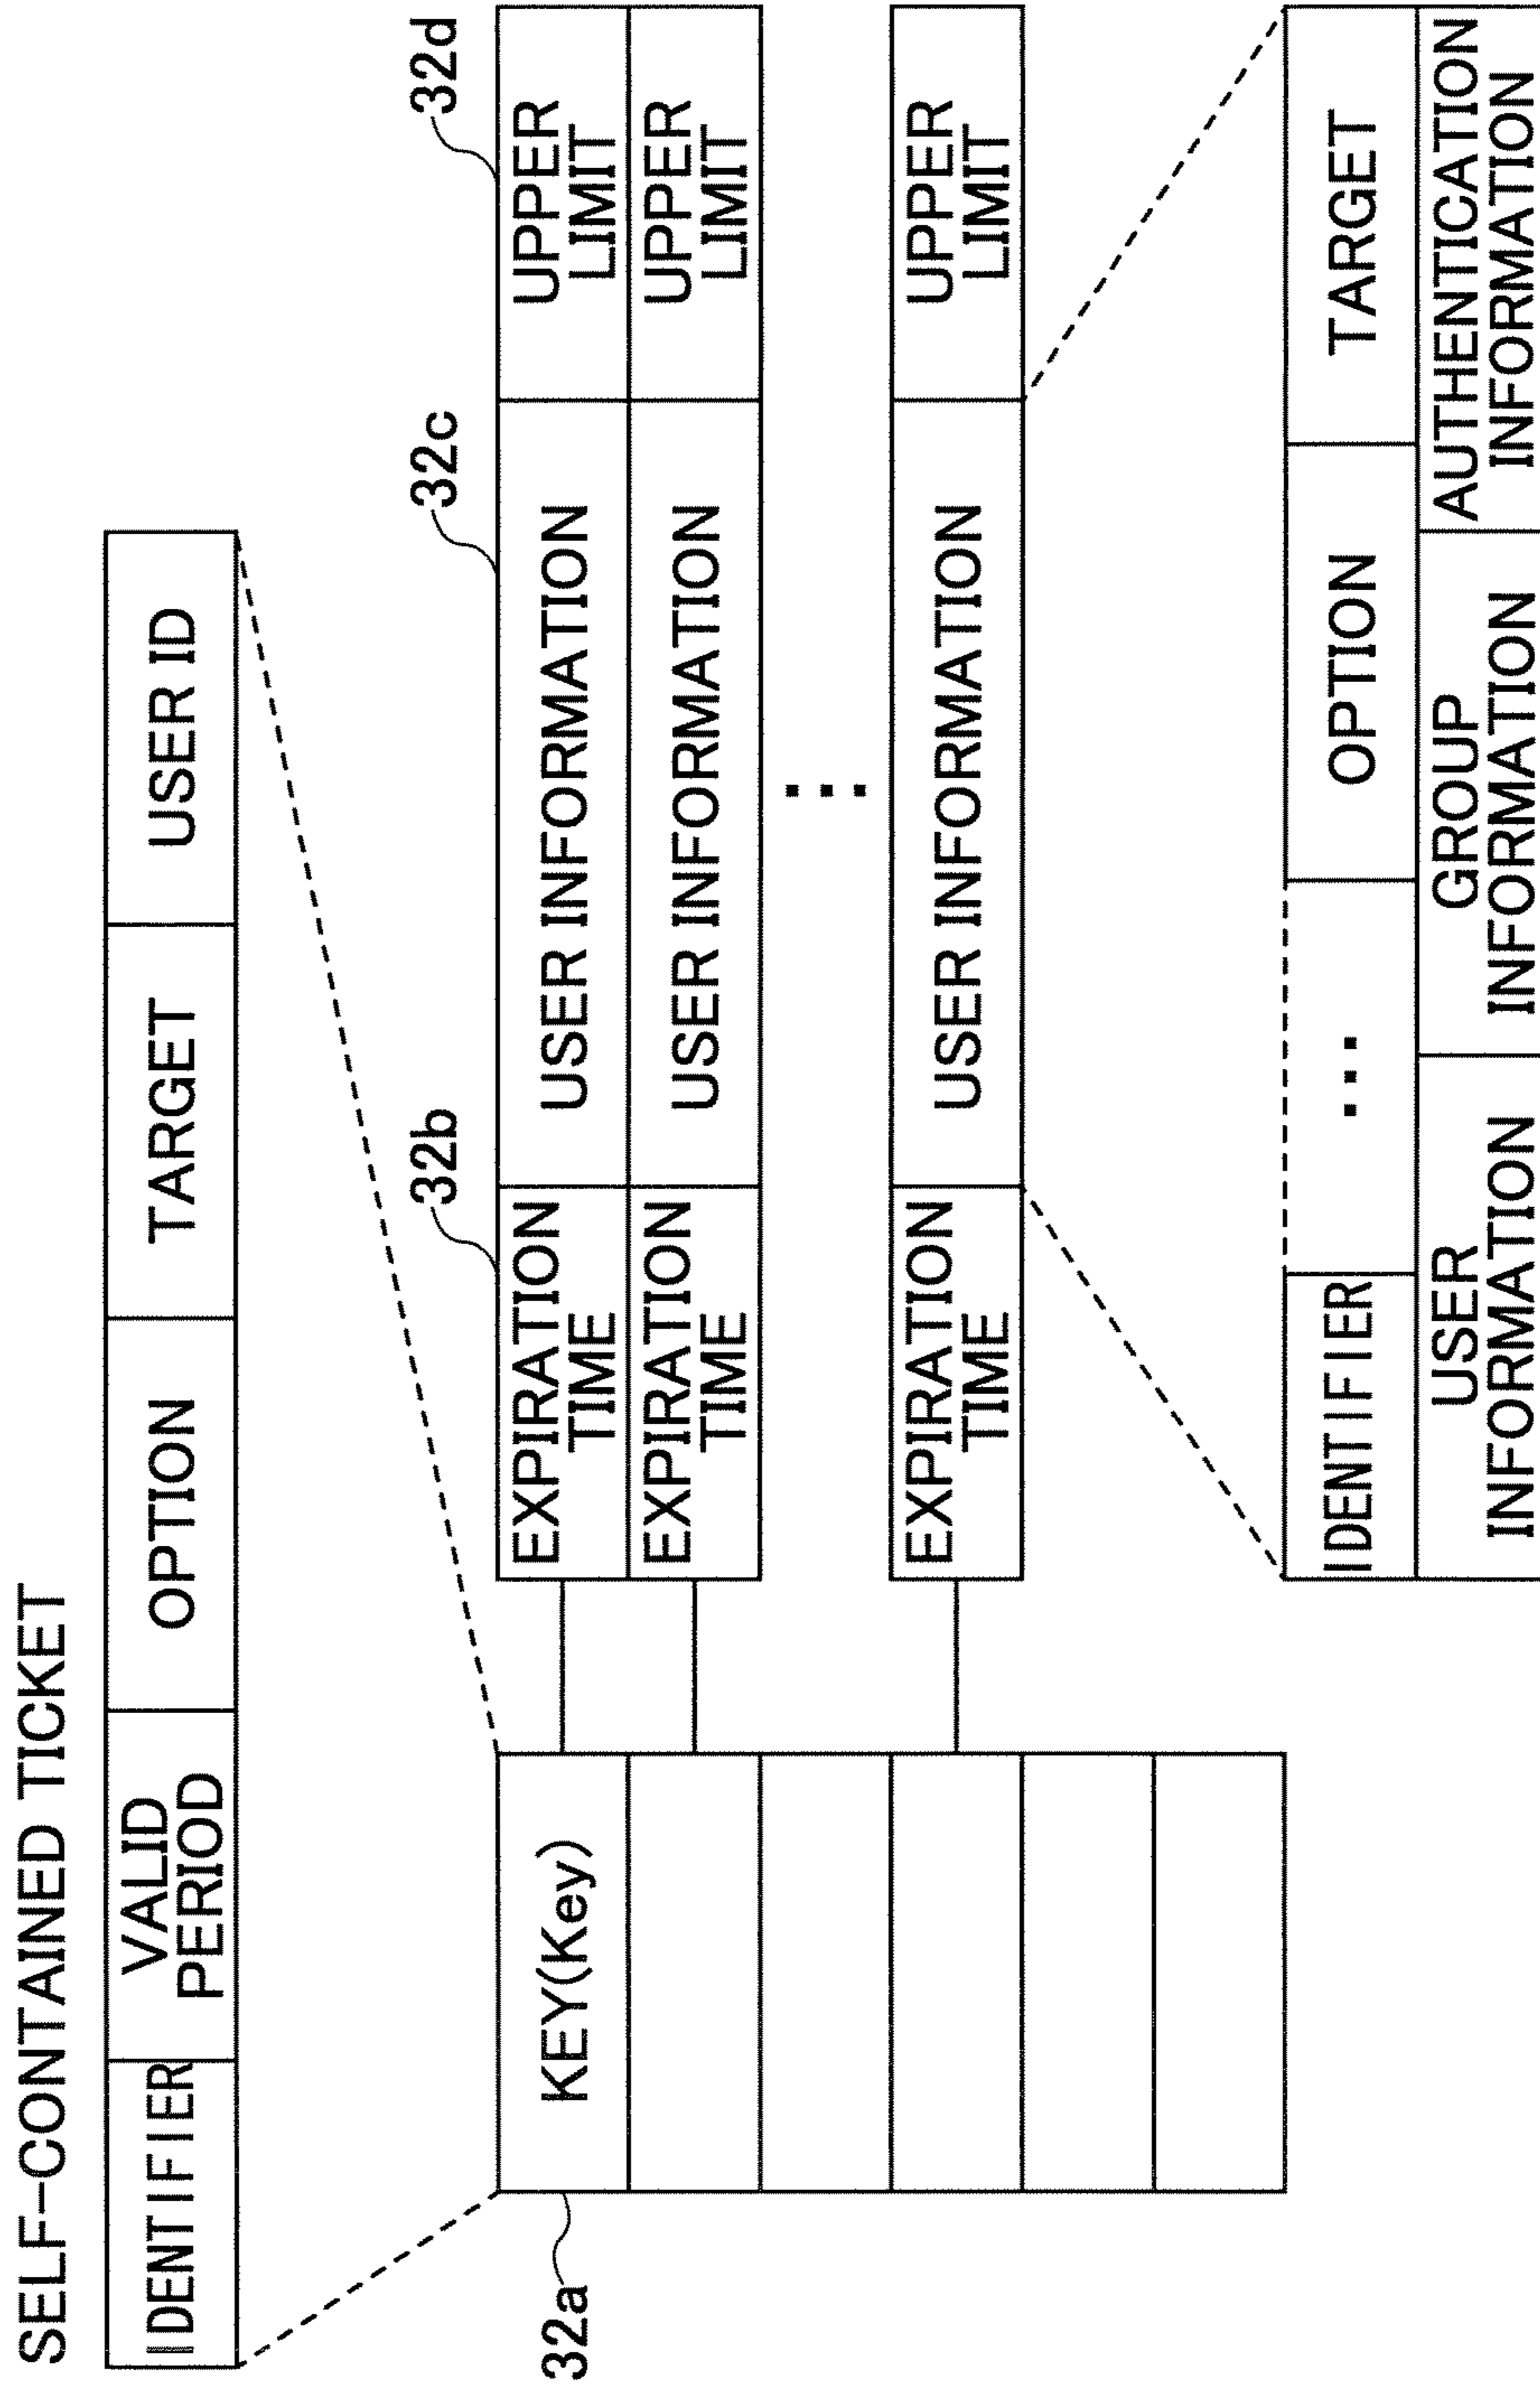 SELF-CONTAINED TICKET
IDENTIFIER
VALID
PERIOD
OPTION
TARGET
USER ID
32a
KEY(Key)
32b
32c
32d
EXPIRATION
TIME
USER INFORMATION
UPPER
LIMIT
EXPIRATION
TIME
USER INFORMATION
UPPER
LIMIT
...
EXPIRATION
TIME
USER INFORMATION
UPPER
LIMIT
IDENTIFIER
...
OPTION
TARGET
USER
INFORMATION
GROUP
INFORMATION
AUTHENTICATION
INFORMATION